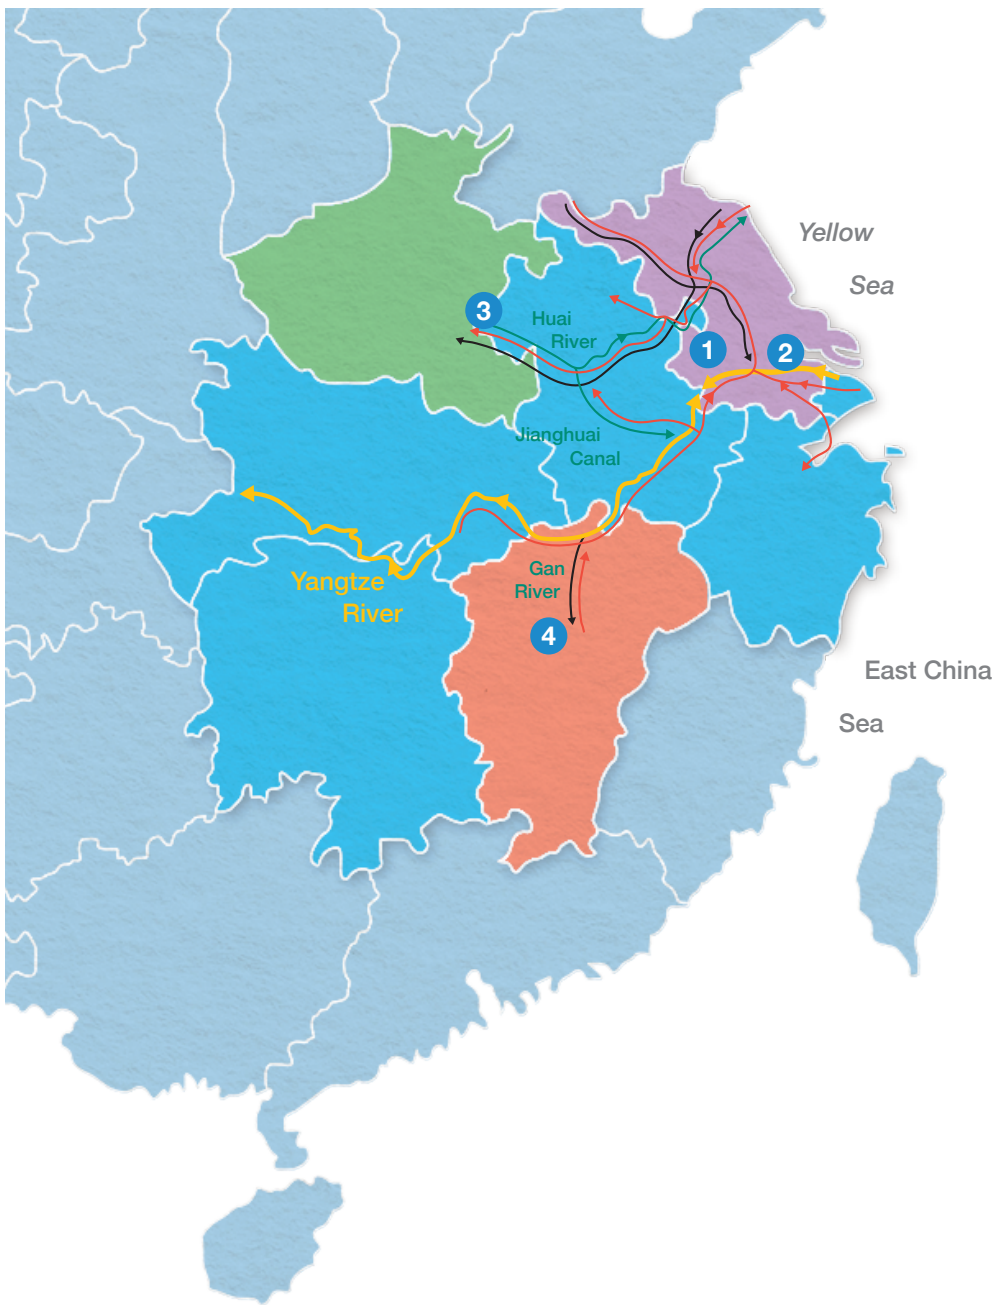 Yellow
Sea
3
Huai
River
1
2
Jianghuai
Canal
Gan
River
Yangtze
River
4
East China
Sea